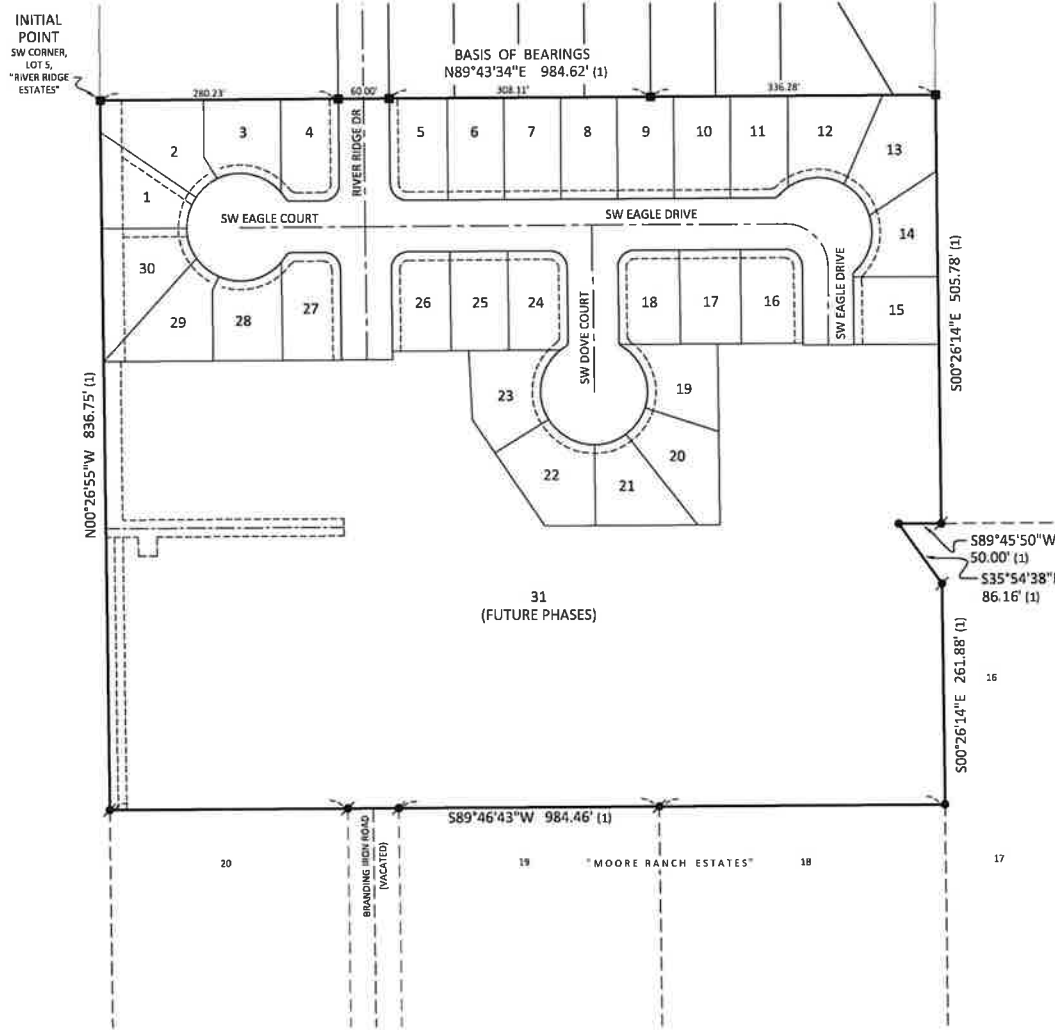 INITIAL
POINT
SW CORNER,
LOT 5,
"RIVER RIDGE
ESTATES"
BASIS OF BEARINGS
N89°43'34"E 984.62' (1)
280.23'
60.00'
308.11'
336.28'
RIVER RIDGE DR
1
2
3
4
5
6
7
8
9
10
11
12
13
14
15
SW EAGLE COURT
SW EAGLE DRIVE
SW EAGLE DRIVE
SW DOVE COURT
30
29
28
27
26
25
24
18
17
16
23
22
21
20
19
N00°26'55"W 836.75' (1)
S00°26'14"E 505.78' (1)
S89°45'50"W
50.00' (1)
S35°54'38"
86.16' (1)
31
(FUTURE PHASES)
S00°26'14"E 261.88' (1)
16
S89°46'43"W 984.46' (1)
BRANDING IRON ROAD
(VACATED)
20
19
"MOORE RANCH ESTATES"
18
17